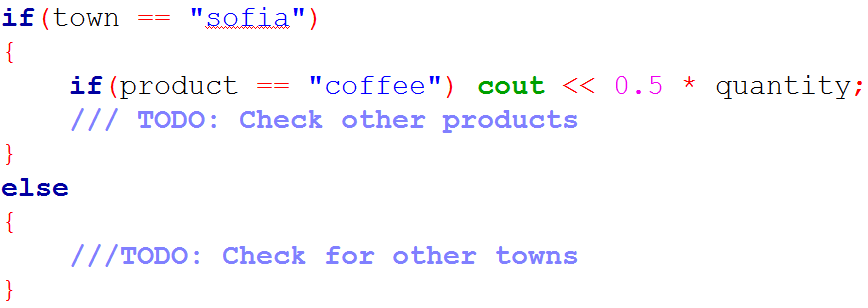 if(town == "sofia")
{
    if(product == "coffee") cout << 0.5 * quantity;
    /// TODO: Check other products
}
else
{
    ///TODO: Check for other towns
}